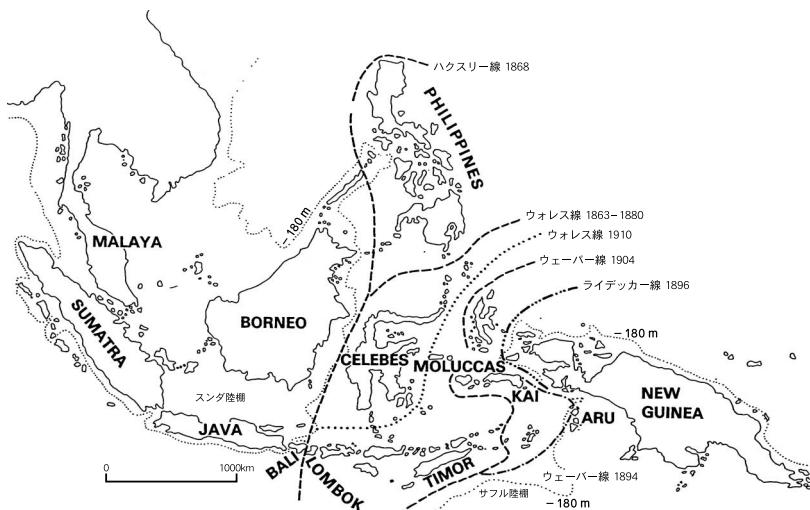 ハクスリー線 1868
PHILIPPINES
ウォレス線 1863−1880
−180 m
ウォレス線 1910
MALAYA
ウェーバー線 1904
ライデッカー線 1896
SUMATRA
BORNEO
−180 m
CELEBES
MOLUCCAS
スンダ陸棚
KAI
NEW
GUINEA
ARU
JAVA
BALI
LOMBOK
TIMOR
0
1000km
ウェーバー線 1894
サフル陸棚
−180 m